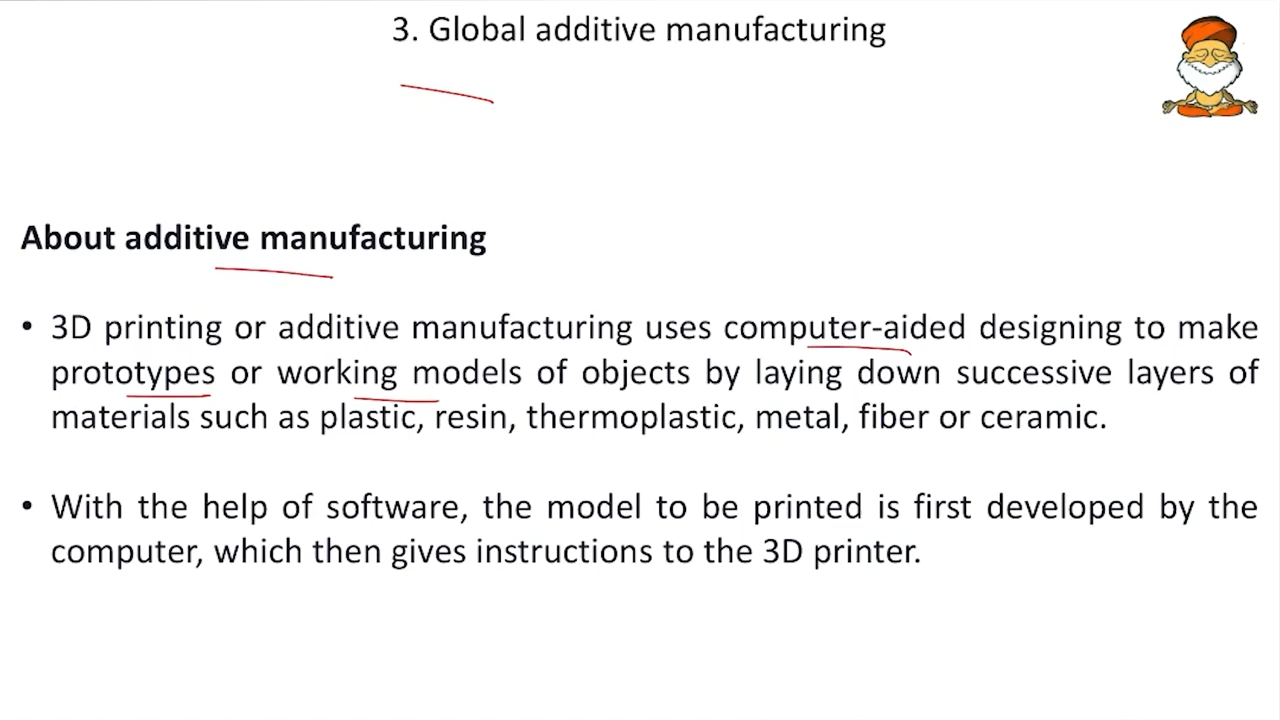 3. Global additive manufacturing
About additive manufacturing
• 3D printing or additive manufacturing uses computer-aided designing to make
prototypes or working models of objects by laying down successive layers of
materials such as plastic, resin, thermoplastic, metal, fiber or ceramic.
• With the help of software, the model to be printed is first developed by the
computer, which then gives instructions to the 3D printer.